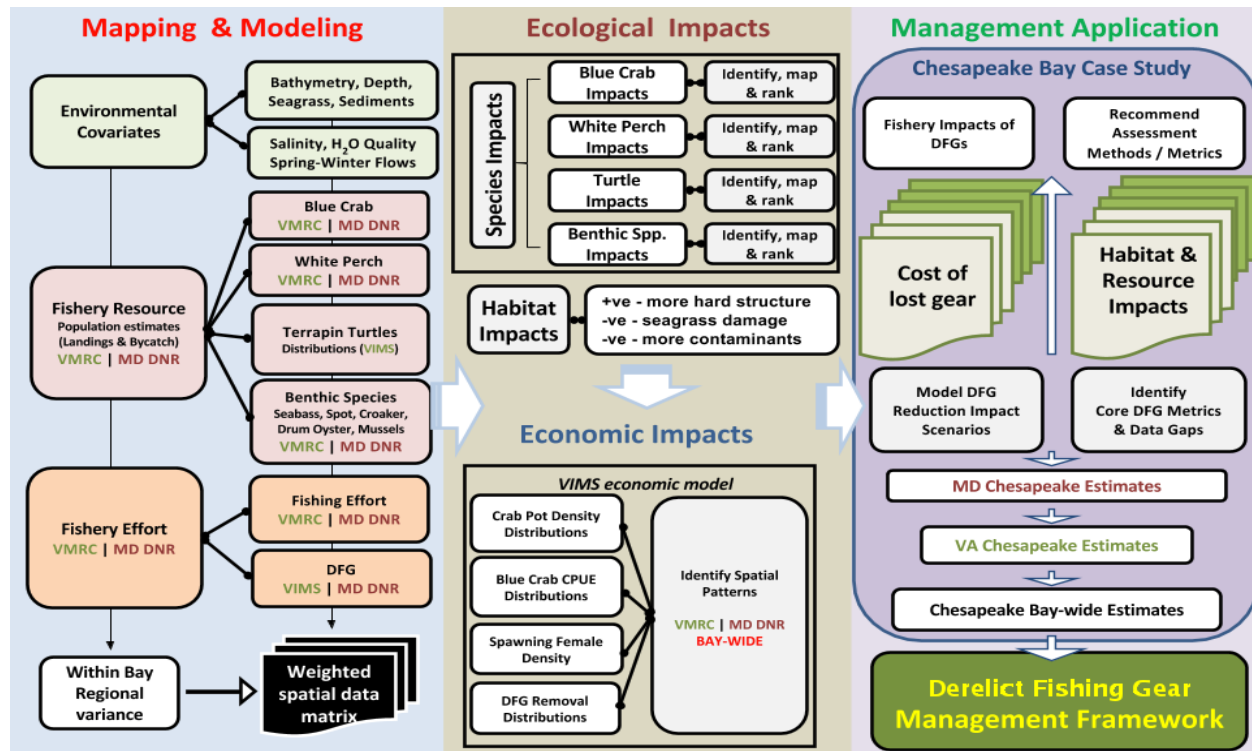 Mapping & Modeling
Environmental
Covariates
Bathymetry, Depth,
Seagrass, Sediments
Salinity, H₂O Quality
Spring-Winter Flows
Fishery Resource
Population estimates
(Landings & Bycatch)
VMRC | MD DNR
Blue Crab
VMRC | MD DNR
White Perch
VMRC | MD DNR
Terrapin Turtles
Distributions (VIMS)
Benthic Species
Seabass, Spot, Croaker,
Drum Oyster, Mussels
VMRC | MD DNR
Fishery Effort
VMRC | MD DNR
Fishing Effort
VMRC | MD DNR
DFG
VIMS | MD DNR
Within Bay
Regional
variance
Weighted
spatial data
matrix
Ecological Impacts
Species Impacts
Blue Crab
Impacts
Identify, map
& rank
White Perch
Impacts
Identify, map
& rank
Turtle
Impacts
Identify, map
& rank
Benthic Spp.
Impacts
Identify, map
& rank
Habitat
Impacts
+ve - more hard structure
-ve - seagrass damage
-ve - more contaminants
Economic Impacts
VIMS economic model
Crab Pot Density
Distributions
Blue Crab CPUE
Distributions
Spawning Female
Density
DFG Removal
Distributions
Identify Spatial
Patterns
VMRC | MD DNR
BAY-WIDE
Management Application
Chesapeake Bay Case Study
Fishery Impacts of
DFGs
Recommend
Assessment
Methods / Metrics
Cost of
lost gear
Habitat &
Resource
Impacts
Model DFG
Reduction Impact
Scenarios
Identify
Core DFG Metrics
& Data Gaps
MD Chesapeake Estimates
VA Chesapeake Estimates
Chesapeake Bay-wide Estimates
Derelict Fishing Gear
Management Framework